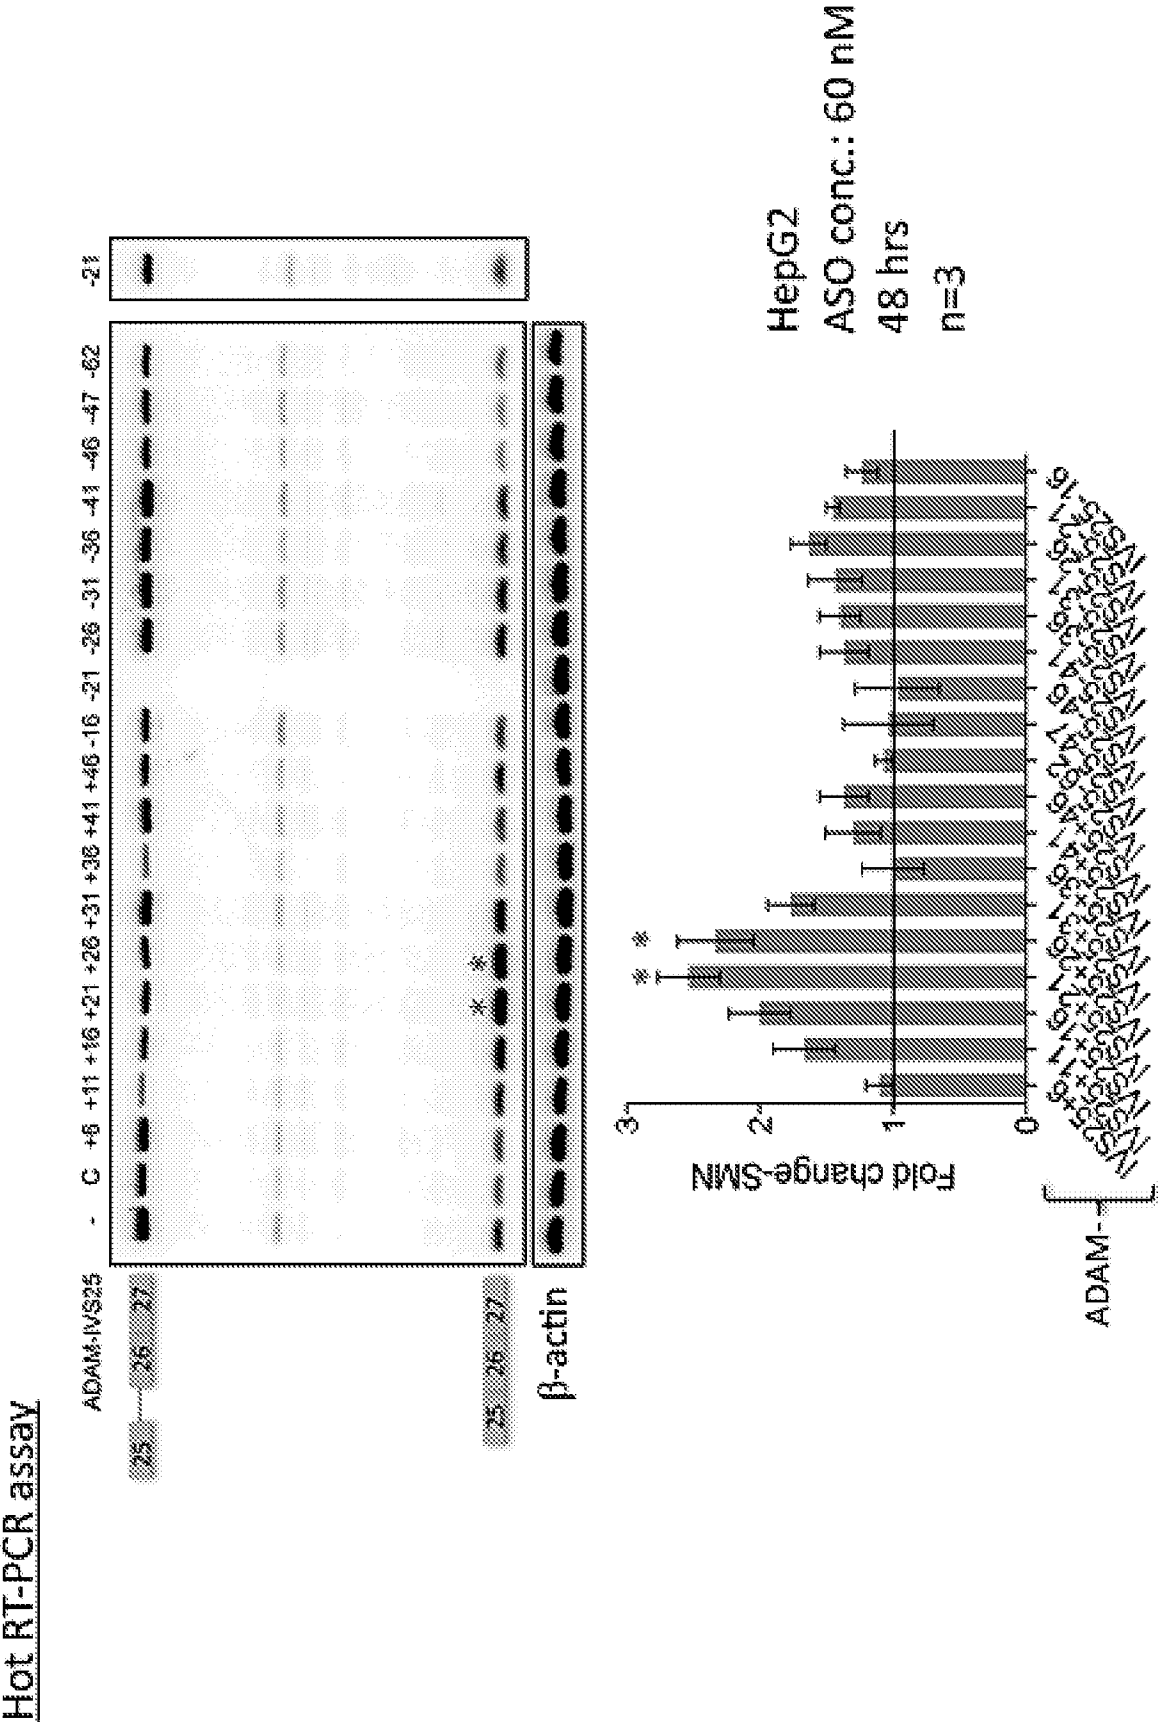 Hot RT-PCR assay
ADAM-IVS25 - C +6 +11 +16 +21 +26 +31 +36 +41 +46 -16 -21 -26 -31 -36 -41 -46 -47 -62 -21
25 26 27
* *
25 26 27
β-actin
Fold change-SMN
3
2
1
0
* *
ADAM-
HepG2
ASO conc.: 60 nM
48 hrs
n=3